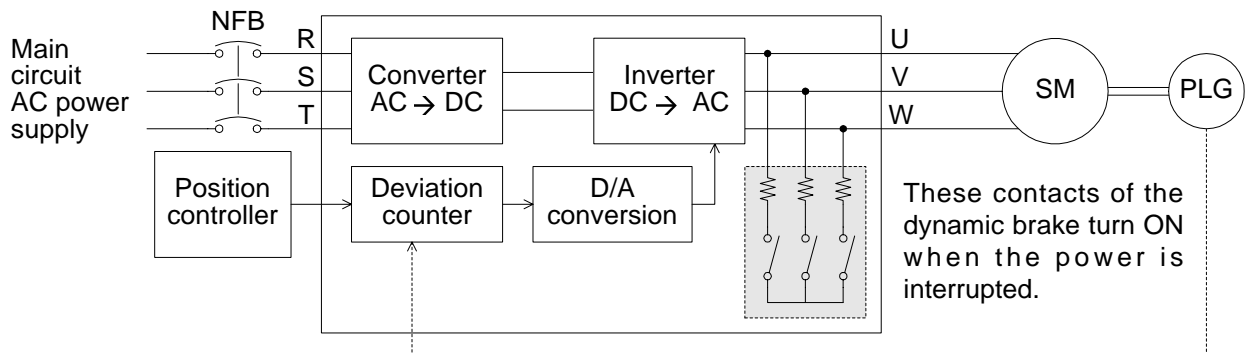 NFB
Main
circuit
AC power
supply
R
S
T
Converter
AC → DC
Inverter
DC → AC
U
V
W
SM
PLG
Position
controller
Deviation
counter
D/A
conversion
These contacts of the
dynamic brake turn ON
when the power is
interrupted.